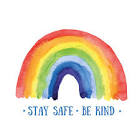 • STAY SAFE • BE KIND •